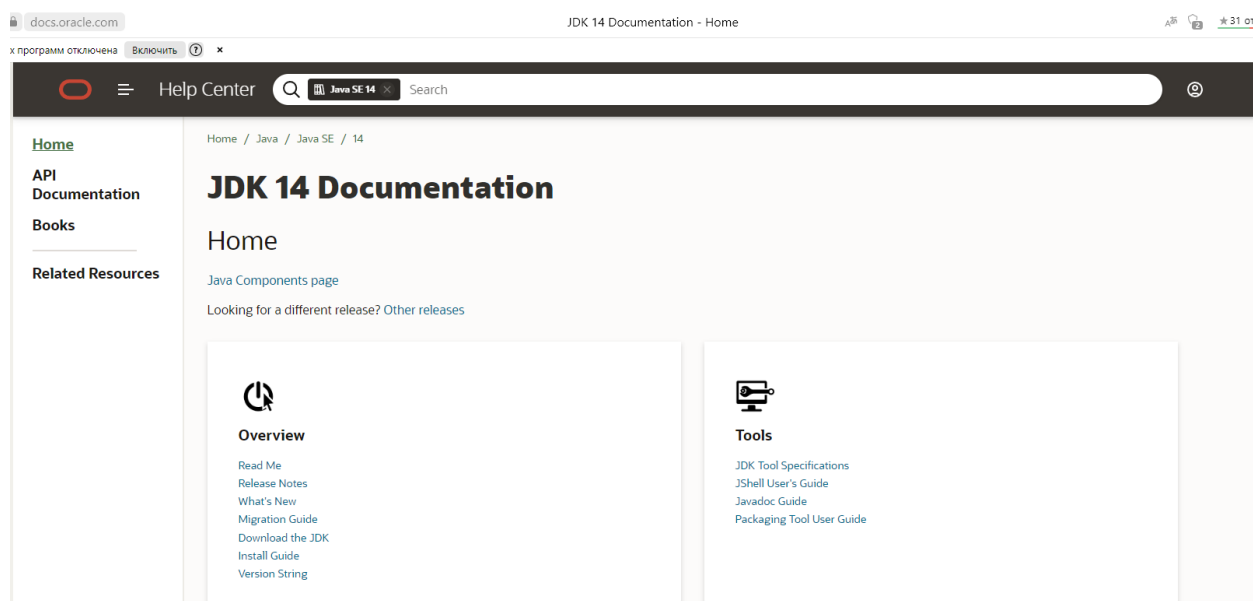 docs.oracle.com
JDK 14 Documentation - Home
31
х программ отключена Включить ? ×
Help Center
Java SE 14 ×
Search
Home
API
Documentation
Books
Related Resources
Home / Java / Java SE / 14
JDK 14 Documentation
Home
Java Components page
Looking for a different release? Other releases
Overview
Read Me
Release Notes
What's New
Migration Guide
Download the JDK
Install Guide
Version String
Tools
JDK Tool Specifications
JShell User's Guide
Javadoc Guide
Packaging Tool User Guide